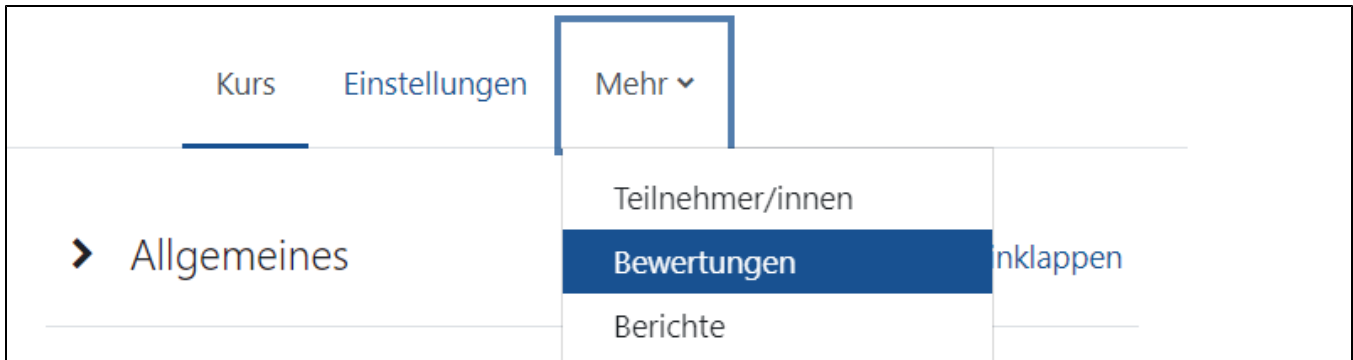 Kurs Einstellungen Mehr
Teilnehmer/innen
Allgemeines Bewertungen inklappen
Berichte